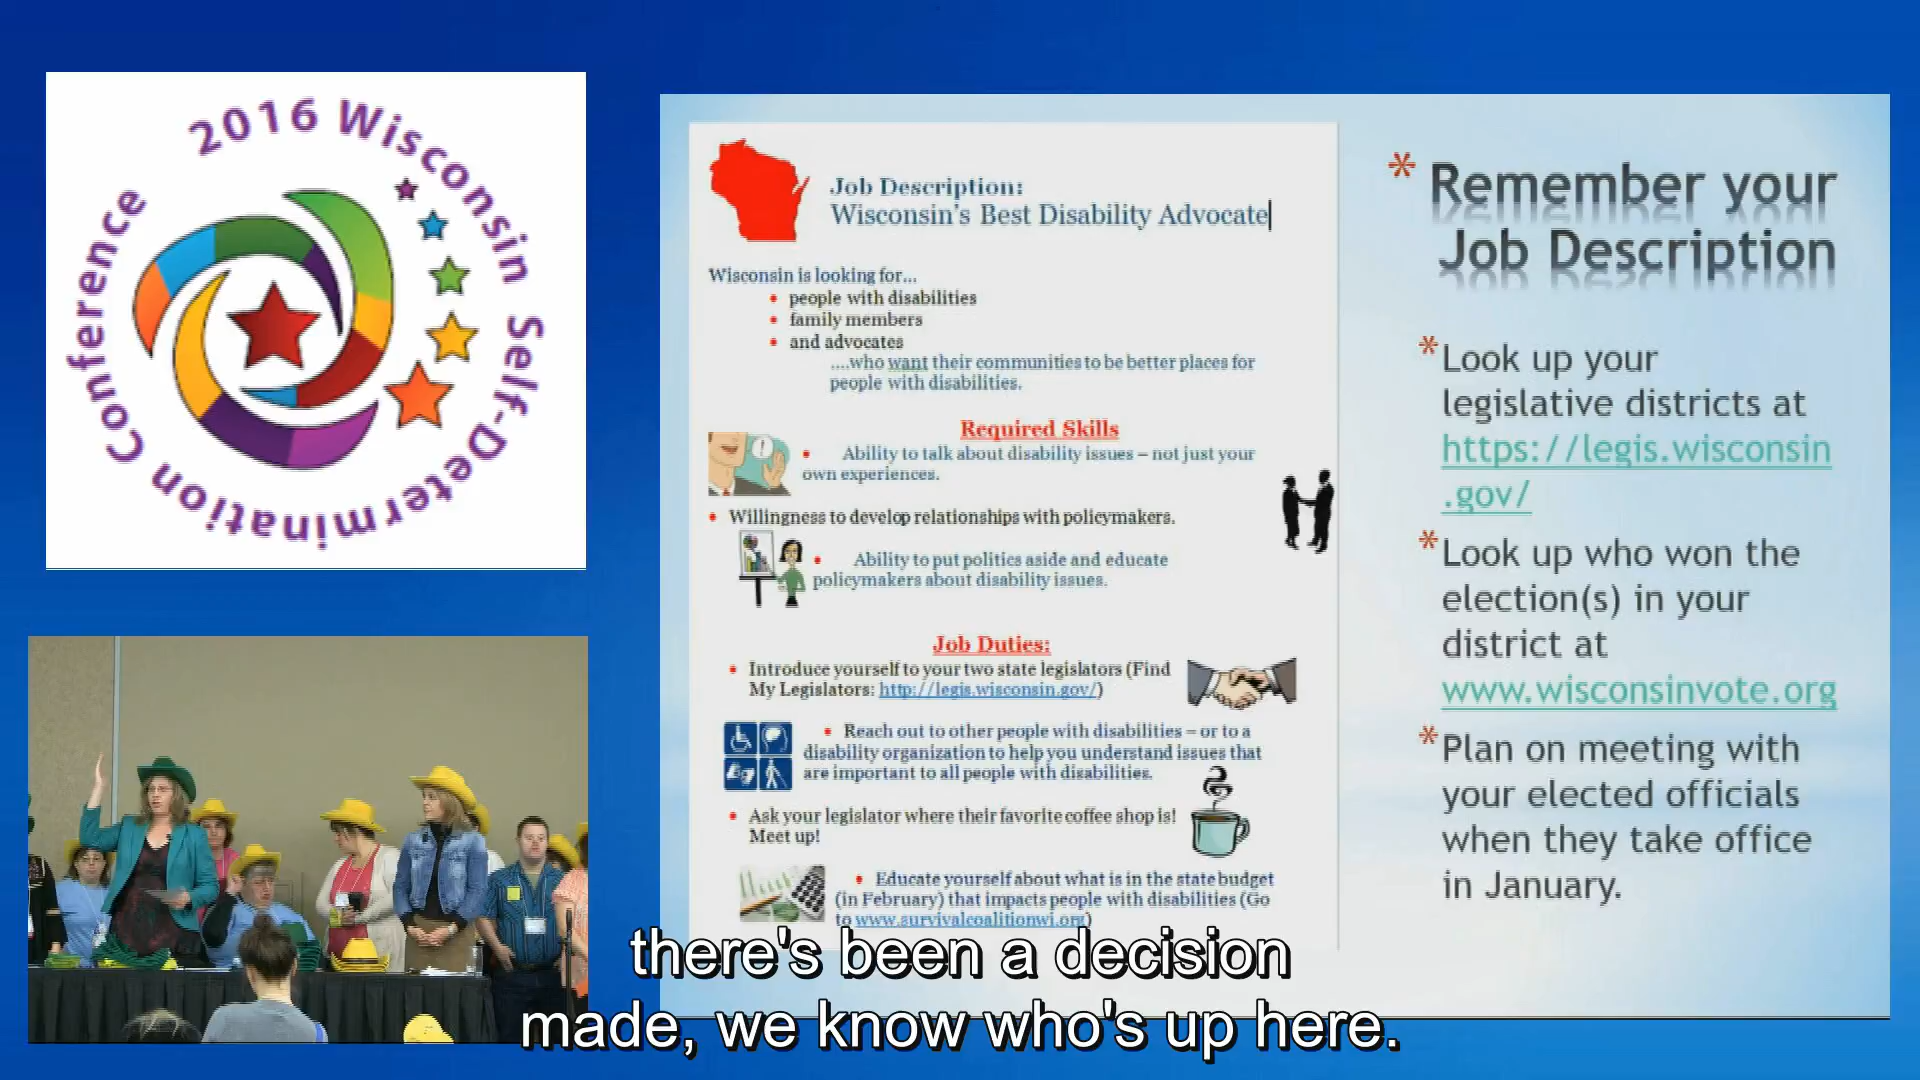 2016 Wisconsin Self-Determination Conference
Job Description:
Wisconsin's Best Disability Advocate
Wisconsin is looking for...
• people with disabilities
• family members
• and advocates
....who want their communities to be better places for
people with disabilities.
Required Skills
• Ability to talk about disability issues – not just your
own experiences.
• Willingness to develop relationships with policymakers.
• Ability to put politics aside and educate
policymakers about disability issues.
Job Duties:
• Introduce yourself to your two state legislators (Find
My Legislators: http://legis.wisconsin.gov/)
• Reach out to other people with disabilities – or to a
disability organization to help you understand issues that
are important to all people with disabilities.
• Ask your legislator where their favorite coffee shop is!
Meet up!
• Educate yourself about what is in the state budget
(in February) that impacts people with disabilities (Go
to www.survivalcoalitionwi.org)
* Remember your
Job Description
*Look up your
legislative districts at
https://legis.wisconsin
.gov/
*Look up who won the
election(s) in your
district at
www.wisconsinvote.org
*Plan on meeting with
your elected officials
when they take office
in January.
there's been a decision
made, we know who's up here.